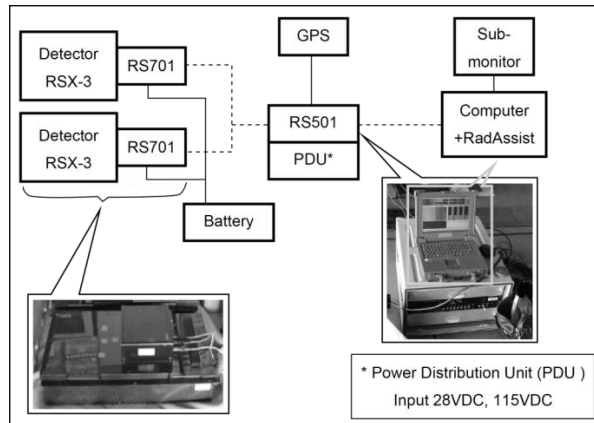 Detector
RSX-3
RS701
GPS
Sub-
monitor
RS501
PDU*
Computer
+RadAssist
Detector
RSX-3
RS701
Battery
* Power Distribution Unit (PDU )
Input 28VDC, 115VDC